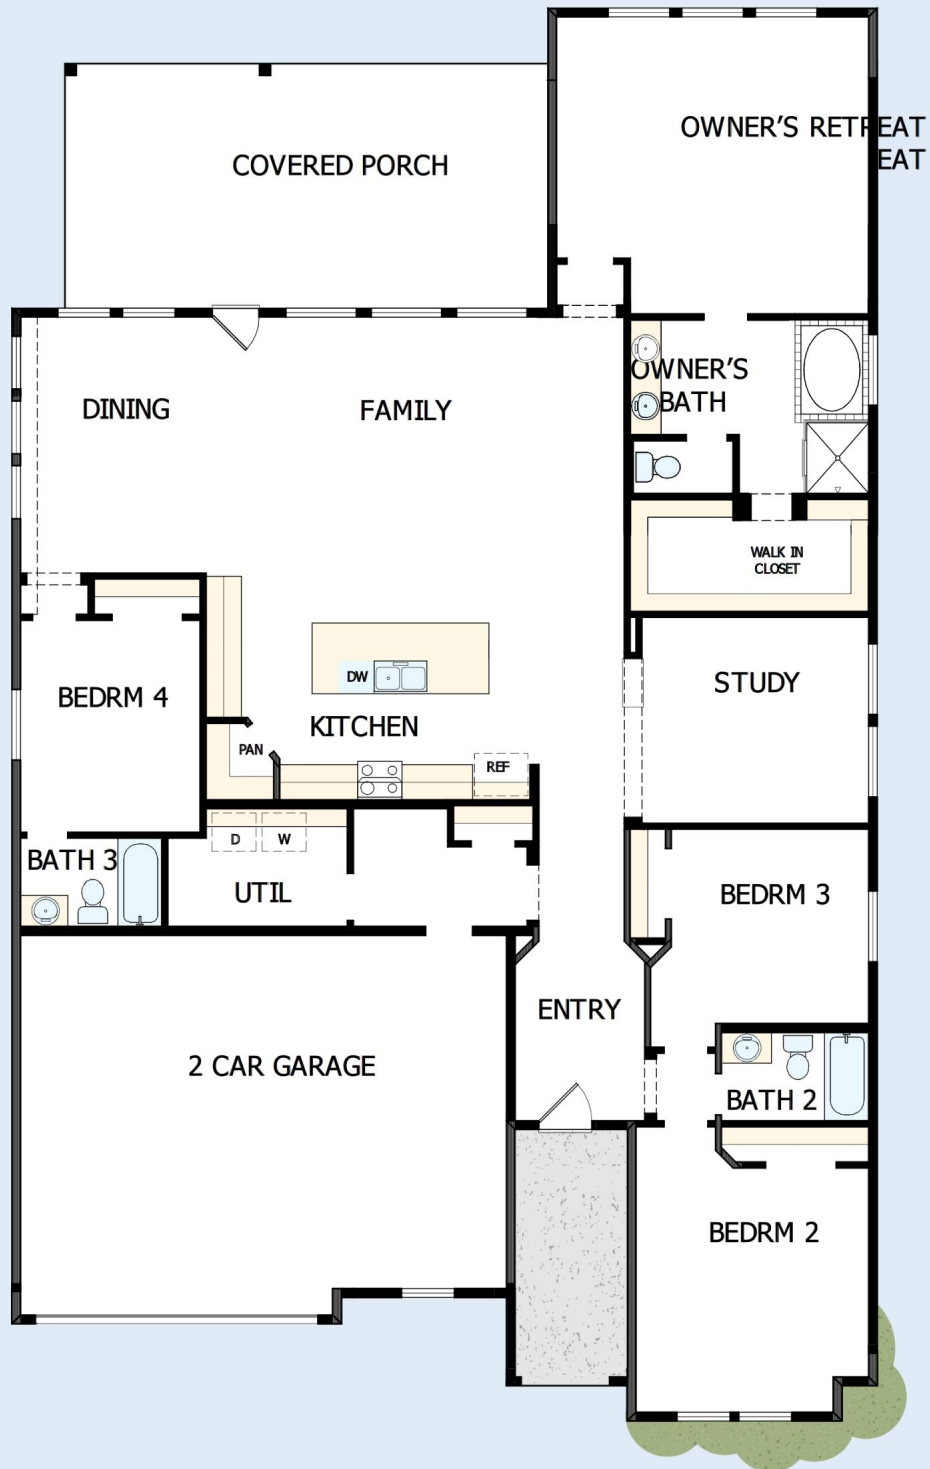 OWNER'S RETREAT
EAT
COVERED PORCH
OWNER'S
BATH
DINING
FAMILY
WALK IN
CLOSET
DW
STUDY
BEDRM 4
KITCHEN
PAN
REF
D
W
BATH 3
UTIL
BEDRM 3
ENTRY
2 CAR GARAGE
BATH 2
BEDRM 2